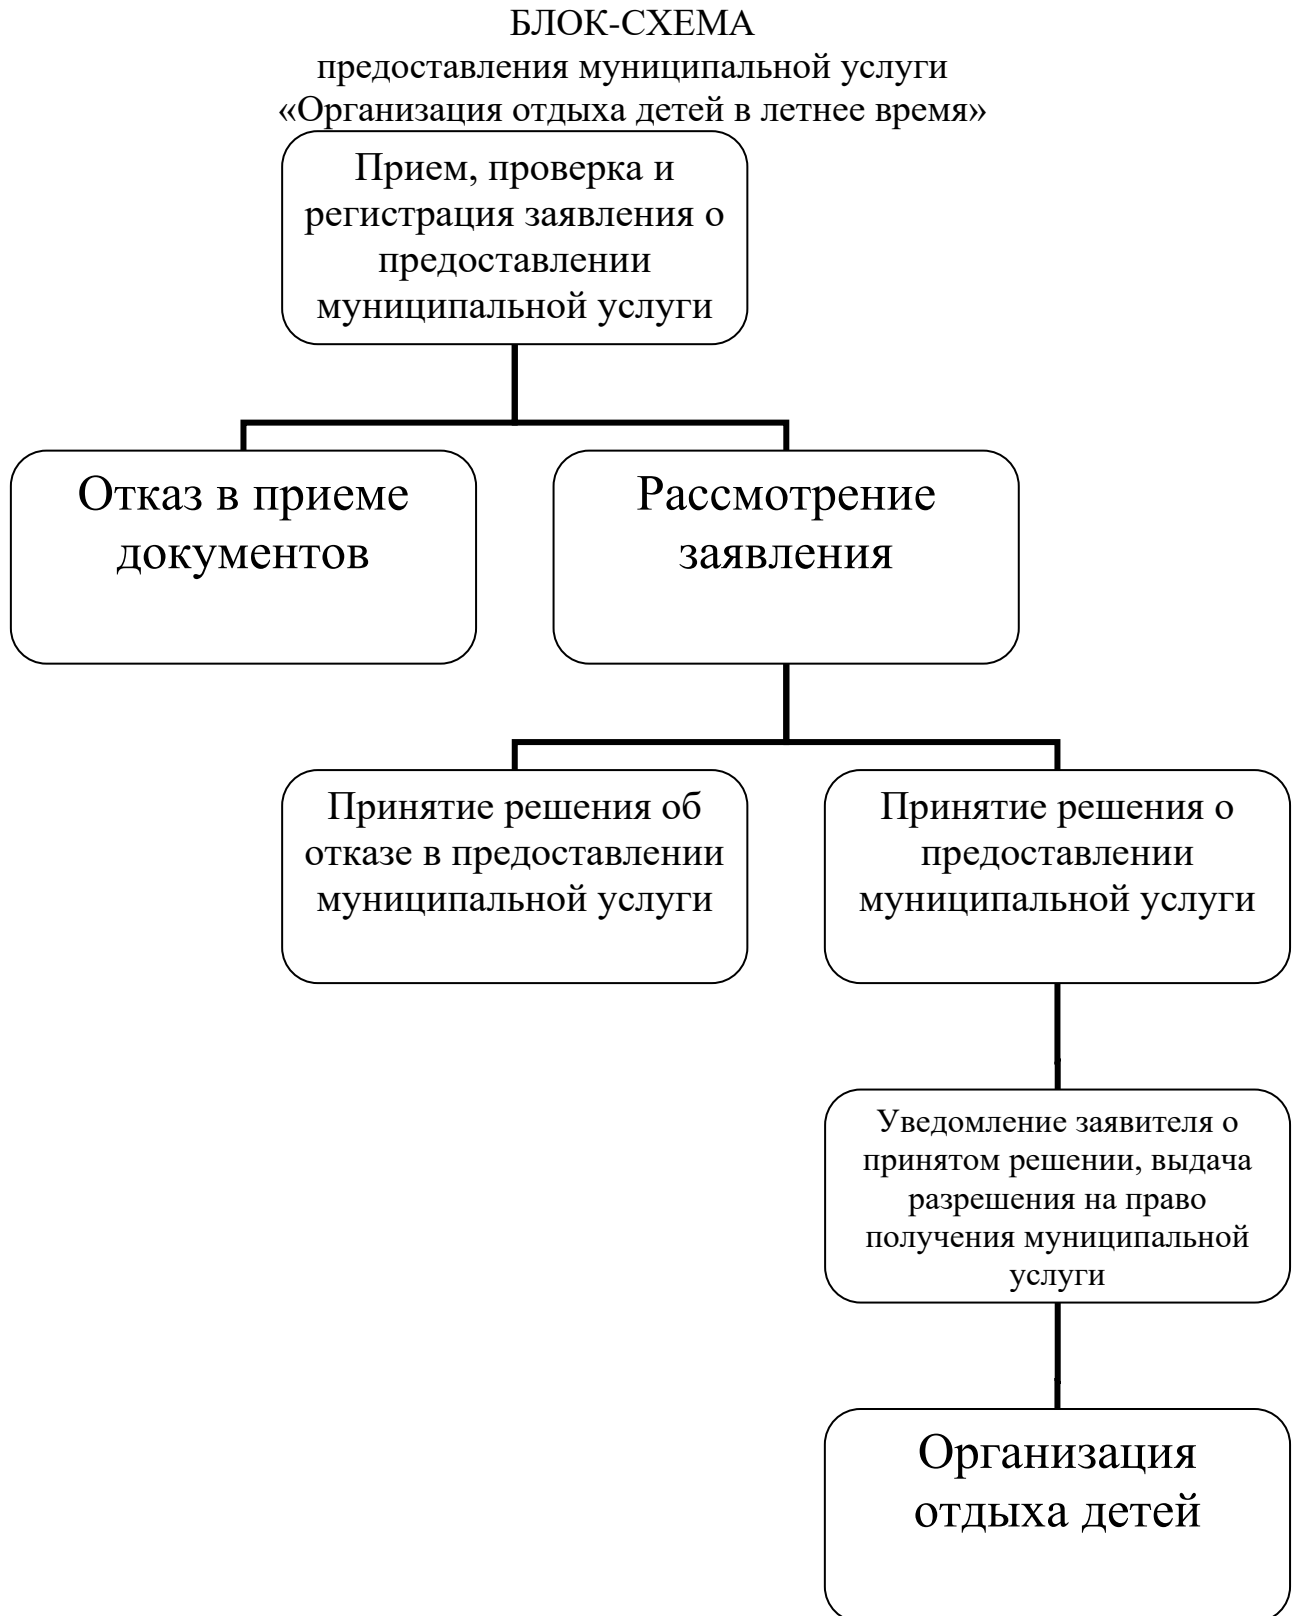 БЛОК-СХЕМА
предоставления муниципальной услуги
«Организация отдыха детей в летнее время»
Прием, проверка и
регистрация заявления о
предоставлении
муниципальной услуги
Отказ в приеме
документов
Рассмотрение
заявления
Принятие решения об
отказе в предоставлении
муниципальной услуги
Принятие решения о
предоставлении
муниципальной услуги
Уведомление заявителя о
принятом решении, выдача
разрешения на право
получения муниципальной
услуги
Организация
отдыха детей